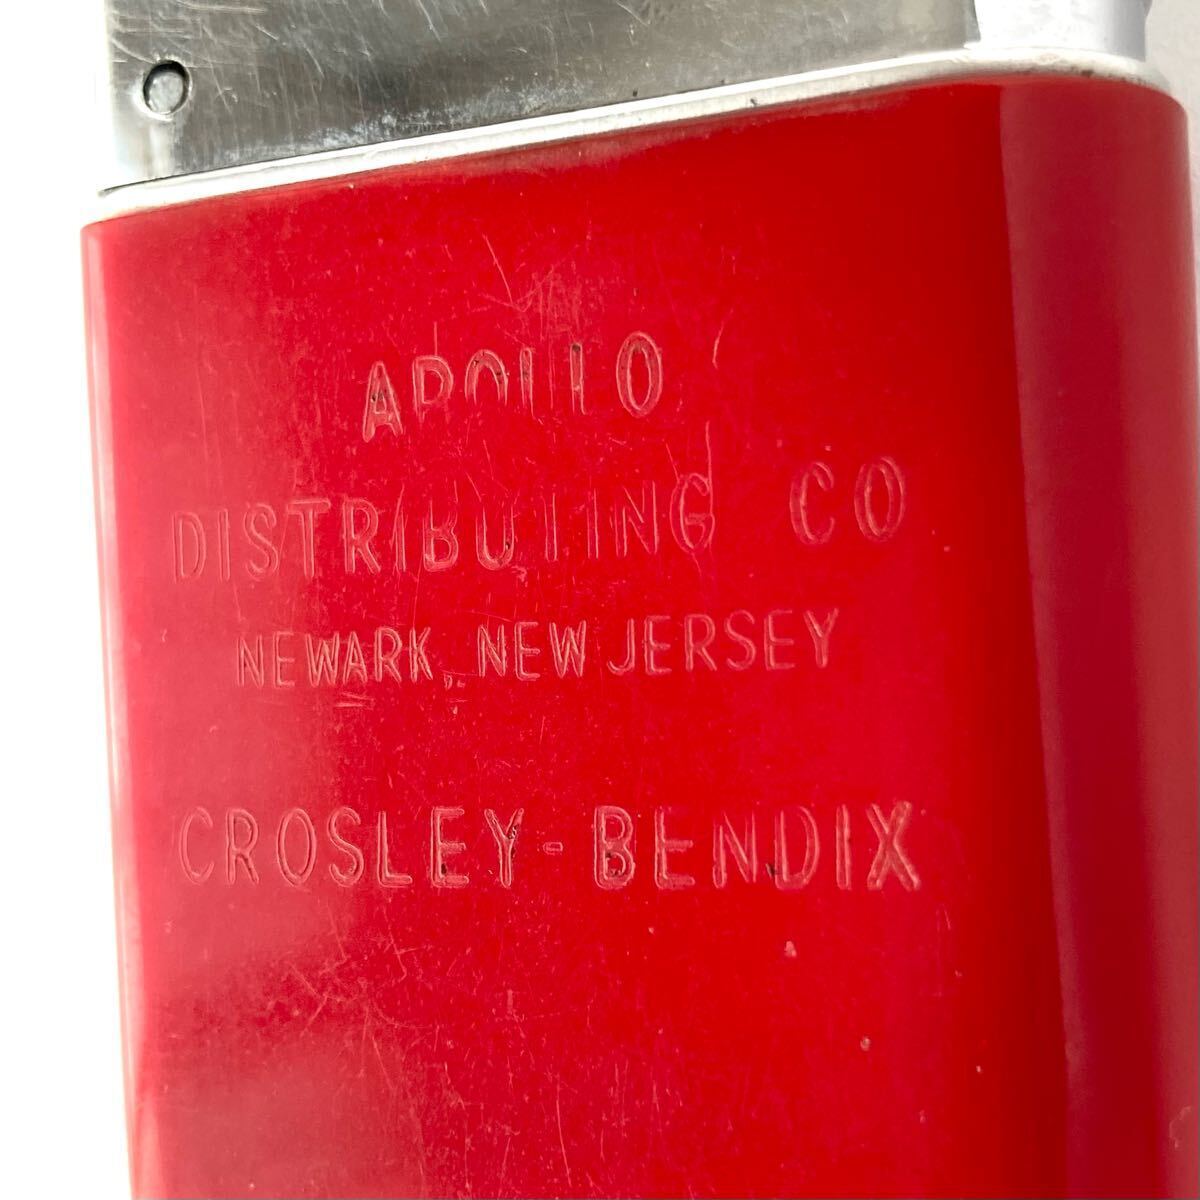 APOLLO
DISTRIBUTING CO
NEWARK, NEW JERSEY
CROSLEY-BENDIX